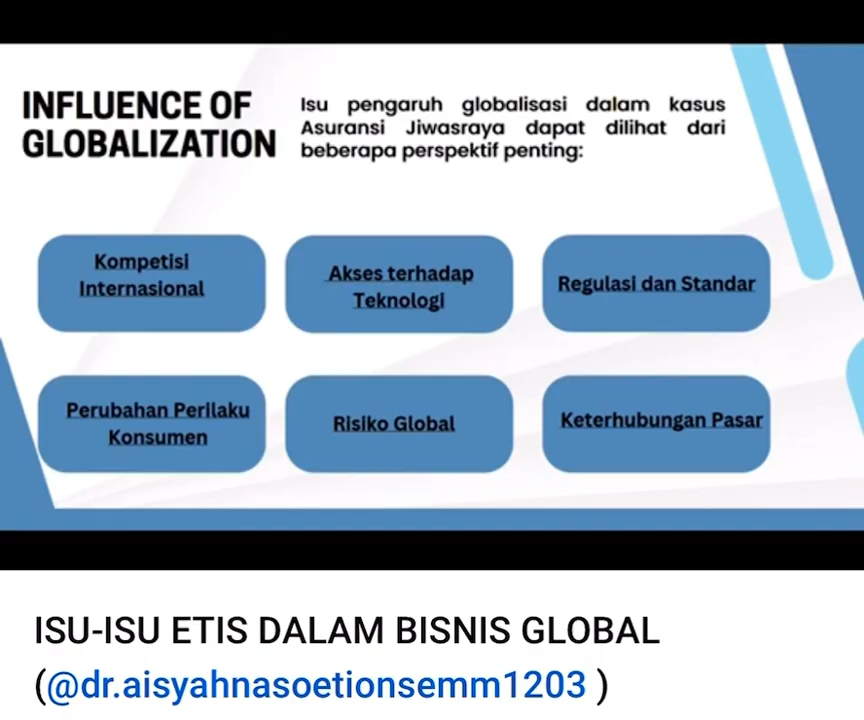 INFLUENCE OF
GLOBALIZATION
Isu pengaruh globalisasi dalam kasus
Asuransi Jiwasraya dapat dilihat dari
beberapa perspektif penting:
Kompetisi
Internasional
Akses terhadap
Teknologi
Regulasi dan Standar
Perubahan Perilaku
Konsumen
Risiko Global
Keterhubungan Pasar
ISU-ISU ETIS DALAM BISNIS GLOBAL
(@dr.aisyahnasoetionsemm1203 )